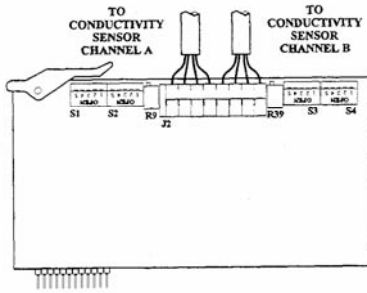 TO
CONDUCTIVITY
SENSOR
CHANNEL A
TO
CONDUCTIVITY
SENSOR
CHANNEL B
S1
S2
R9
J2
R39
S3
S4